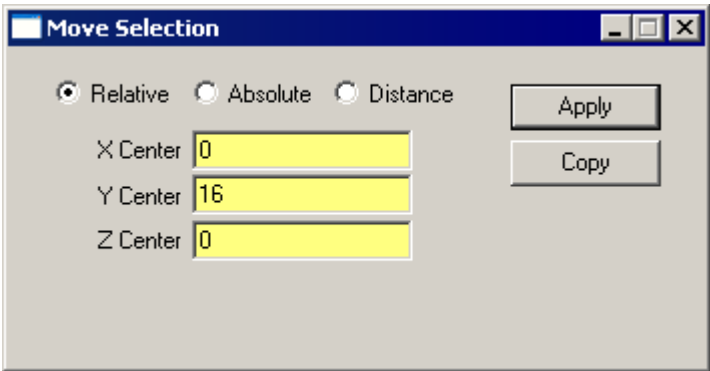 Move Selection
Relative Absolute Distance
Apply
X Center 0
Copy
Y Center 16
Z Center 0